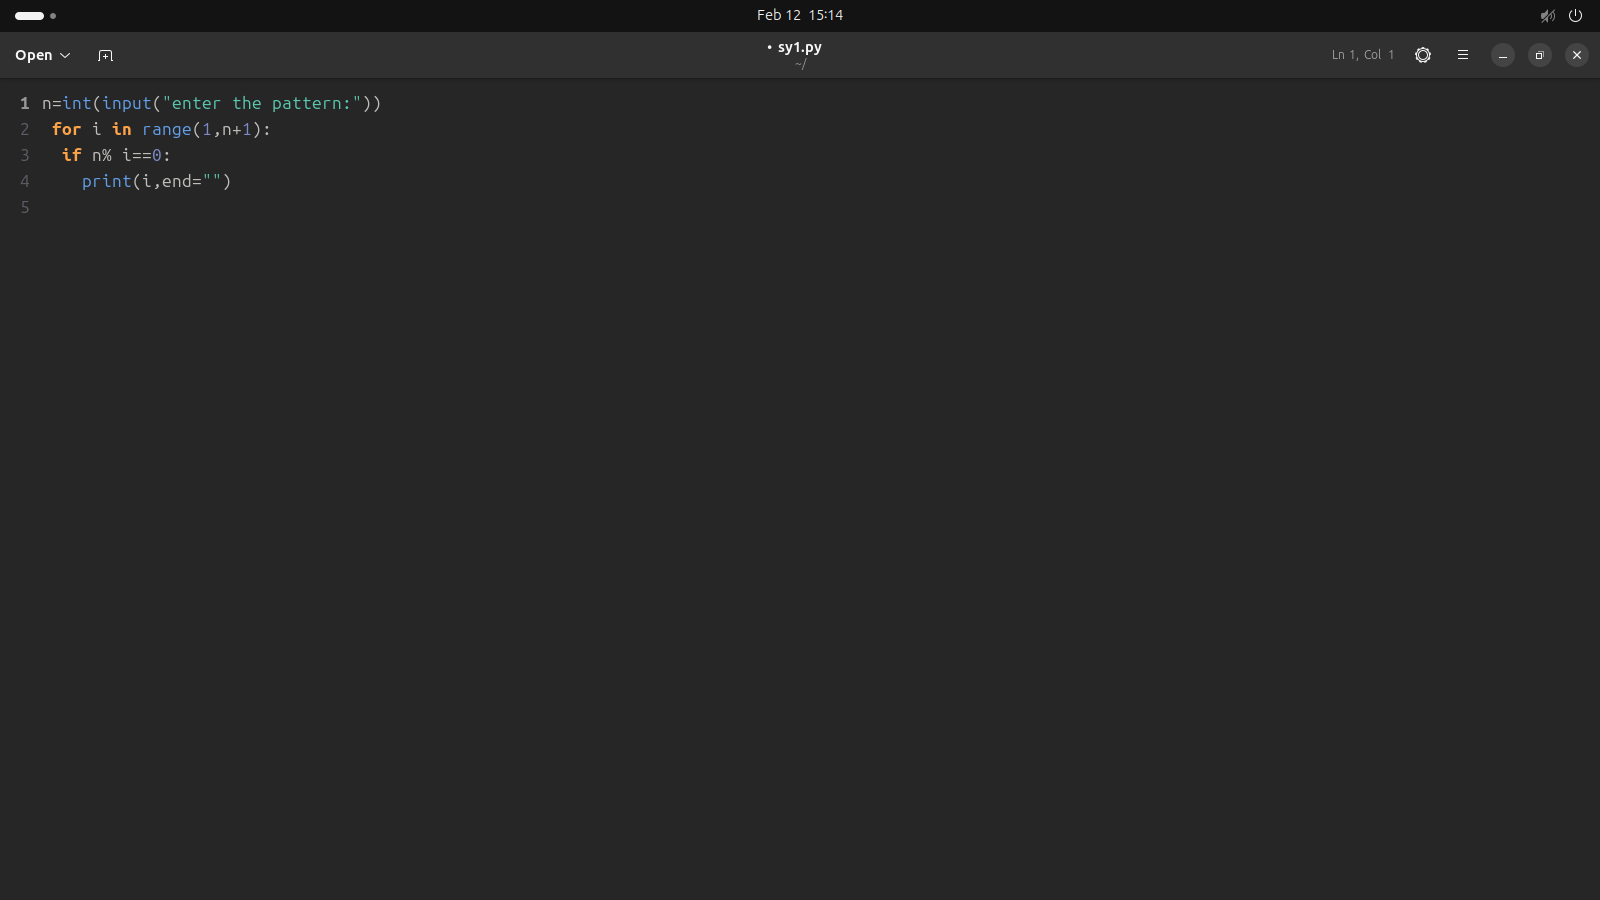 Feb 12 15:14
Open
• sy1.py
~/
Ln 1, Col 1
1 n=int(input("enter the pattern:"))
2  for i in range(1,n+1):
3   if n% i==0:
4     print(i,end="")
5